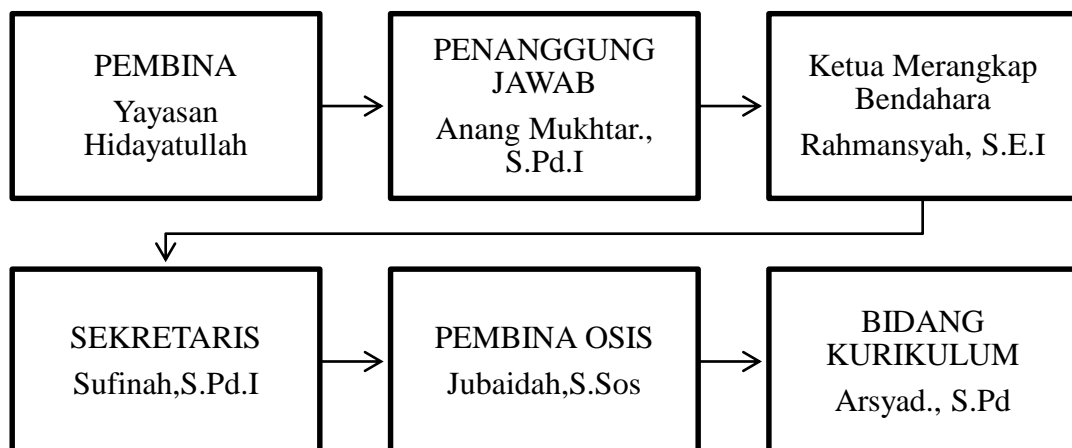 PEMBINA
Yayasan
Hidayatullah
PENANGGUNG
JAWAB
Anang Mukhtar.,
S.Pd.I
Ketua Merangkap
Bendahara
Rahmansyah, S.E.I
SEKRETARIS
Sufinah,S.Pd.I
PEMBINA OSIS
Jubaidah,S.Sos
BIDANG
KURIKULUM
Arsyad., S.Pd